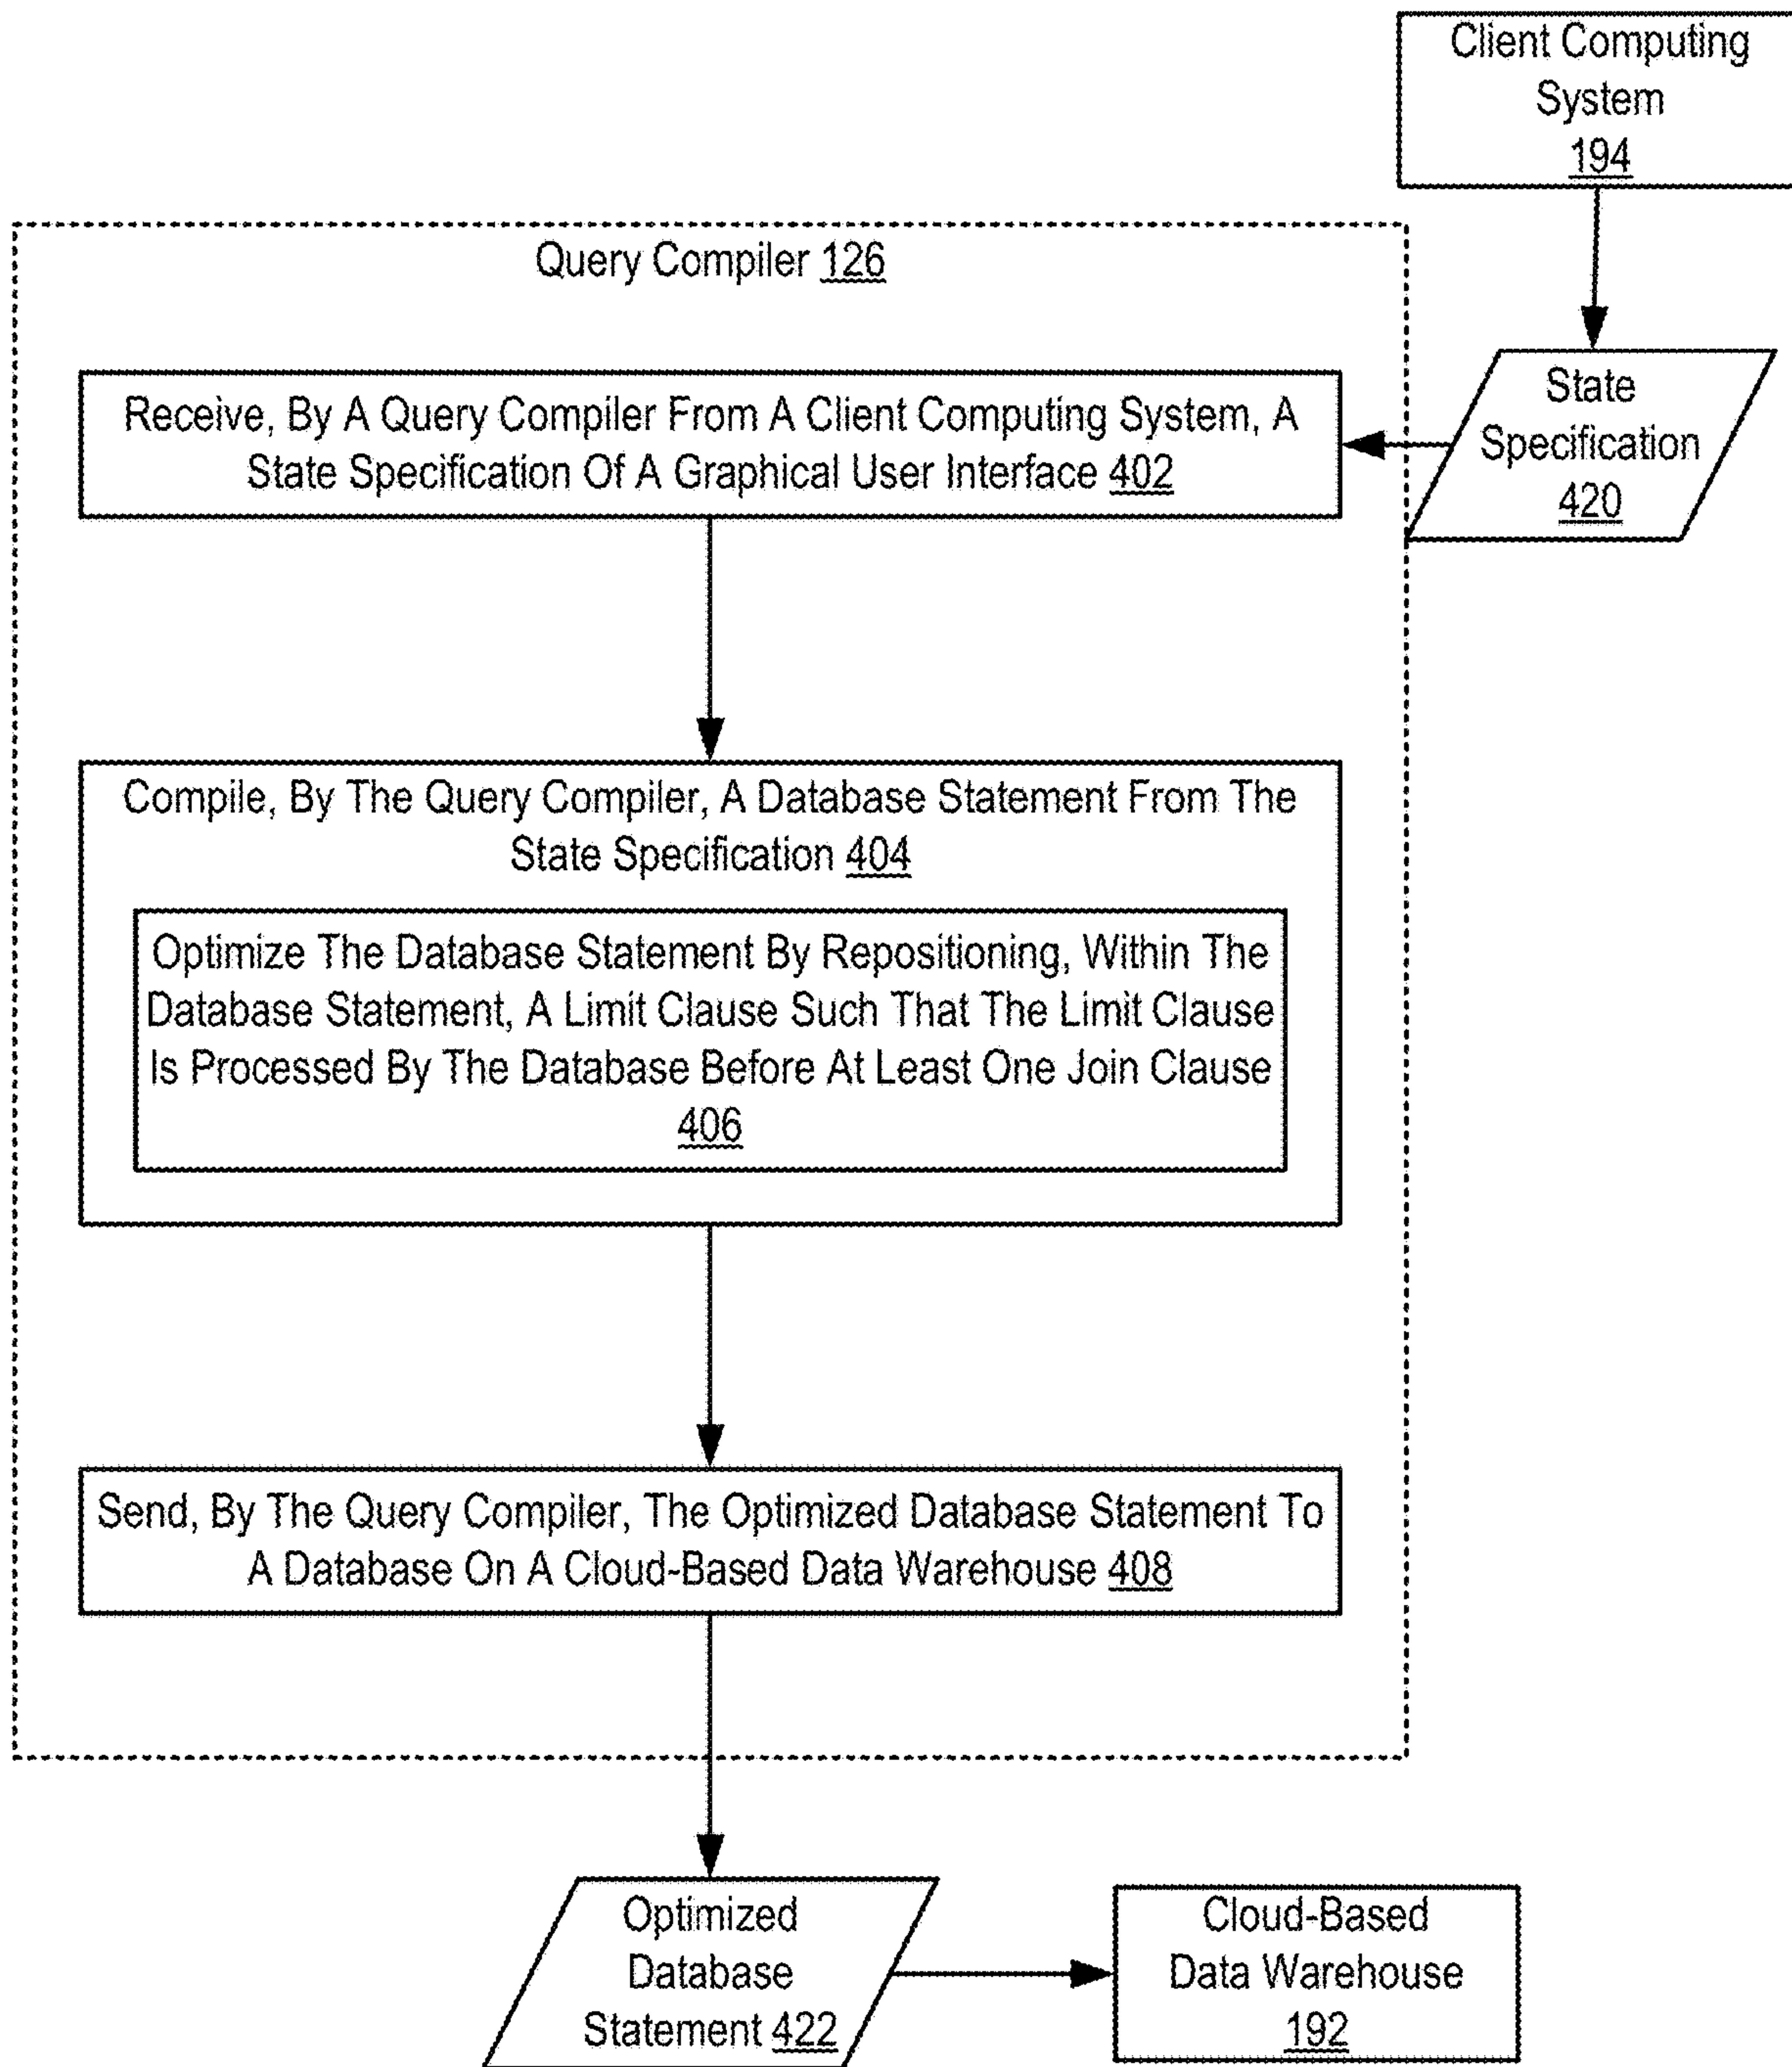 Client Computing
System
194
Query Compiler 126
State
Specification
420
Receive, By A Query Compiler From A Client Computing System, A
State Specification Of A Graphical User Interface 402
Compile, By The Query Compiler, A Database Statement From The
State Specification 404
Optimize The Database Statement By Repositioning, Within The
Database Statement, A Limit Clause Such That The Limit Clause
Is Processed By The Database Before At Least One Join Clause
406
Send, By The Query Compiler, The Optimized Database Statement To
A Database On A Cloud-Based Data Warehouse 408
Optimized
Database
Statement 422
Cloud-Based
Data Warehouse
192